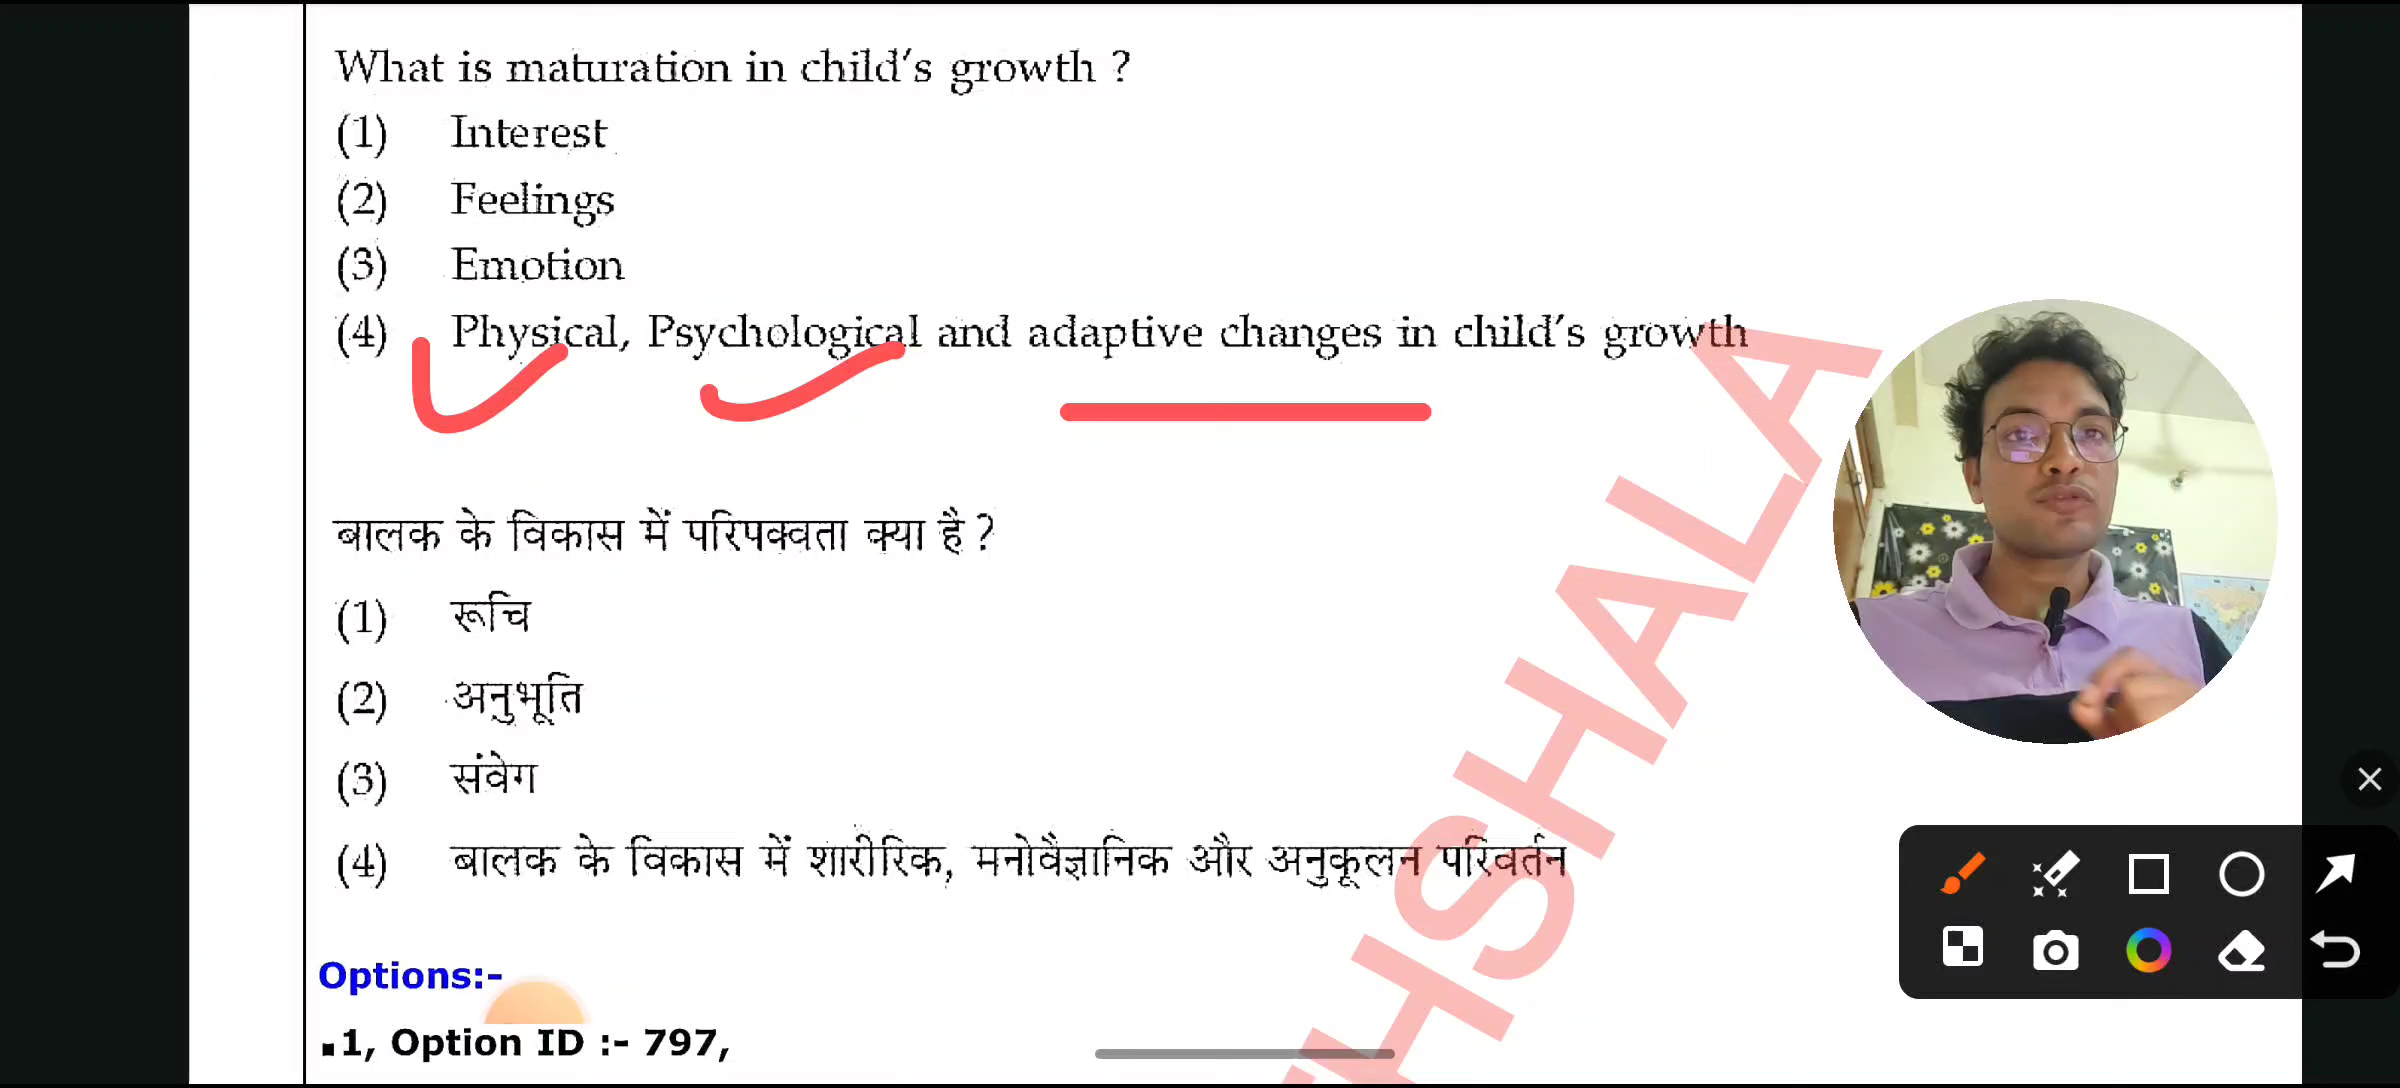 What is maturation in child's growth ?
(1) Interest
(2) Feelings
(3) Emotion
(4) Physical, Psychological and adaptive changes in child's growth
बालक के विकास में परिपक्वता क्या है ?
(1) रूचि
(2) अनुभूति
(3) संवेग
(4) बालक के विकास में शारीरिक, मनोवैज्ञानिक और अनुकूलन परिवर्तन
Options:-
1, Option ID :- 797,
HSHALA